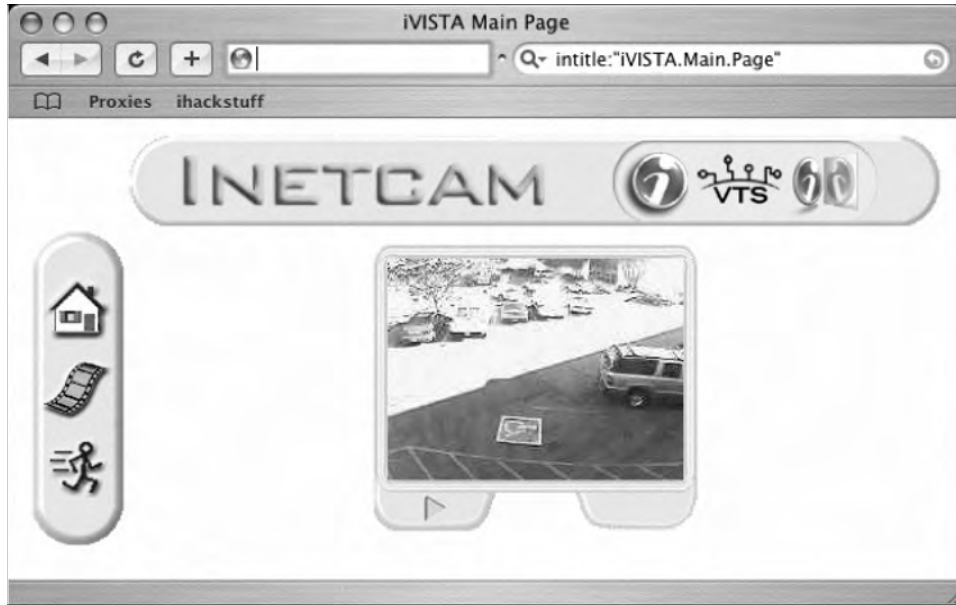 iVISTA Main Page
intitle:"iVISTA.Main.Page"
Proxies ihackstuff
INETCAM
VTS